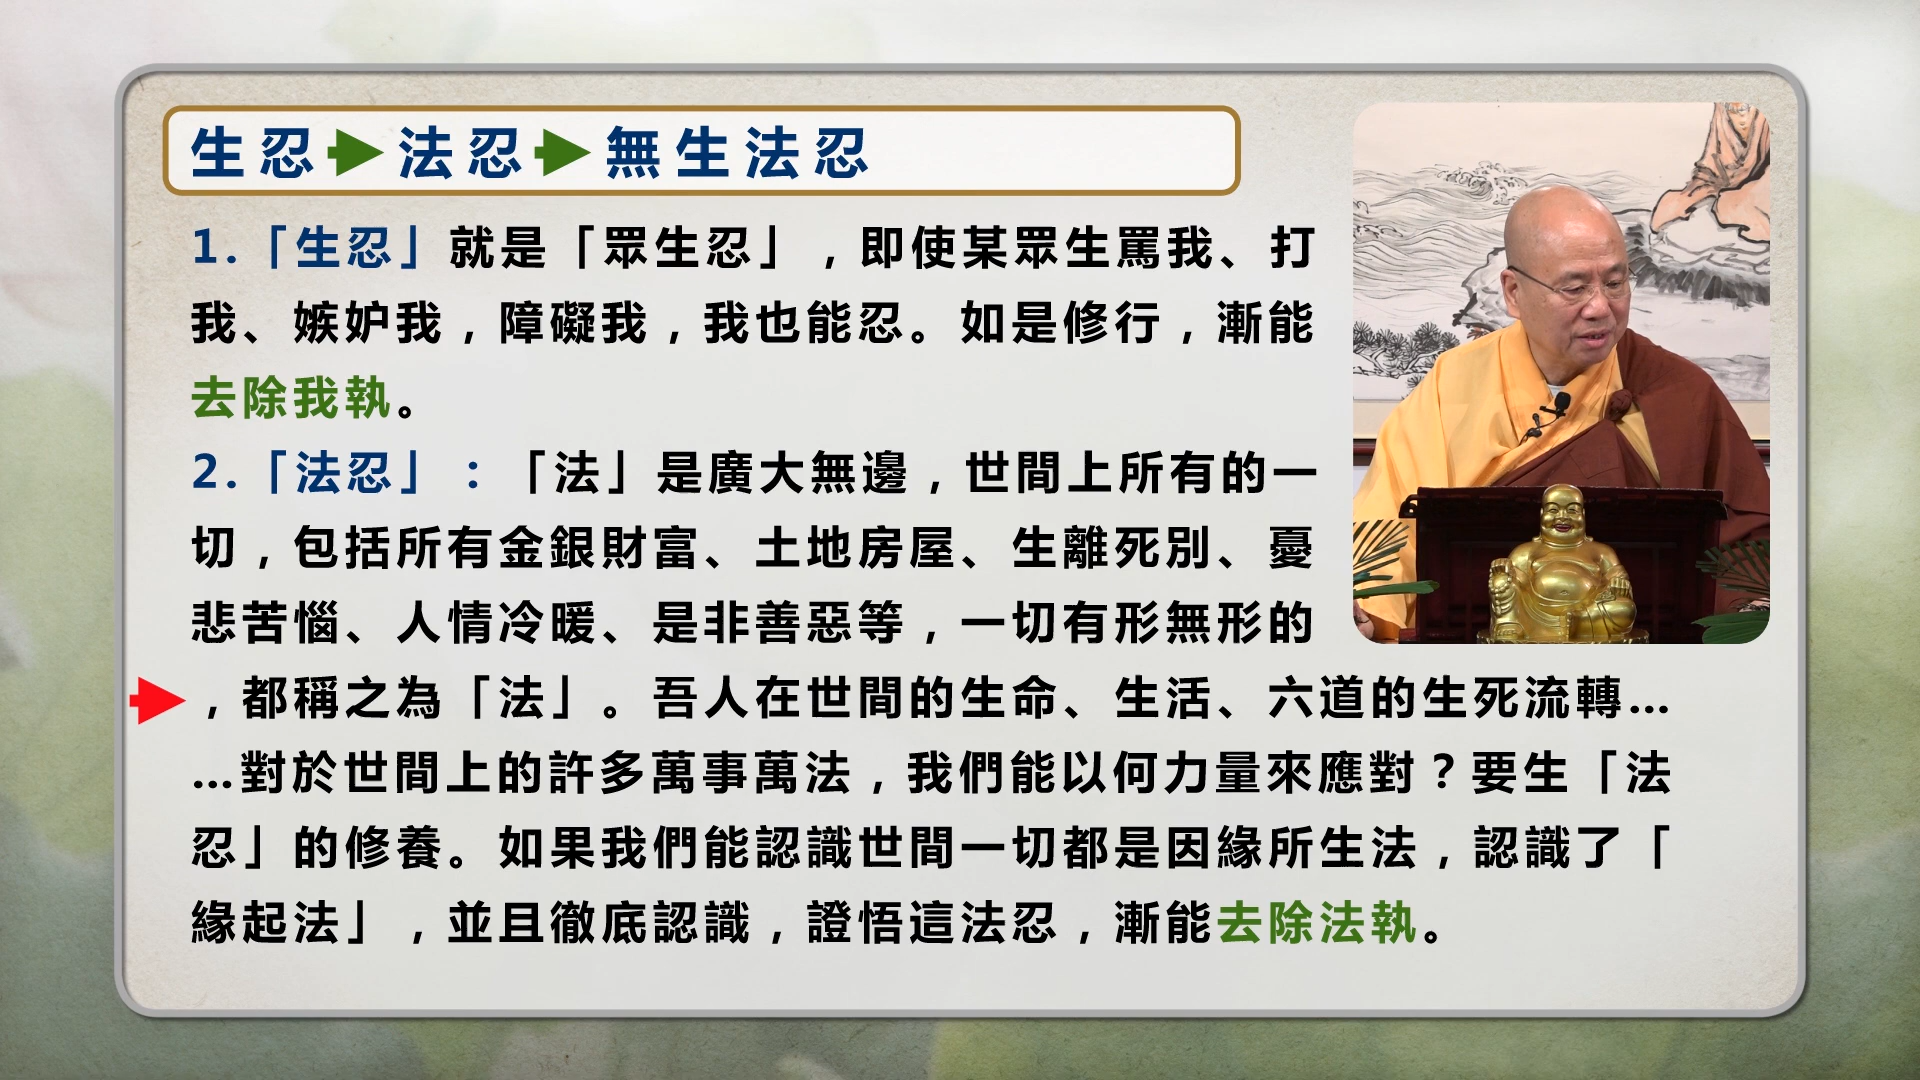 生忍➧法忍➧無生法忍
1.「生忍」就是「眾生忍」，即使某眾生罵我、打
我、嫉妒我，障礙我，我也能忍。如是修行，漸能
去除我執。
2.「法忍」：「法」是廣大無邊，世間上所有的一
切，包括所有金銀財富、土地房屋、生離死別、憂
悲苦惱、人情冷暖、是非善惡等，一切有形無形的
，都稱之為「法」。吾人在世間的生命、生活、六道的生死流轉…
…對於世間上的許多萬事萬法，我們能以何力量來應對？要生「法
忍」的修養。如果我們能認識世間一切都是因緣所生法，認識了「
緣起法」，並且徹底認識，證悟這法忍，漸能去除法執。